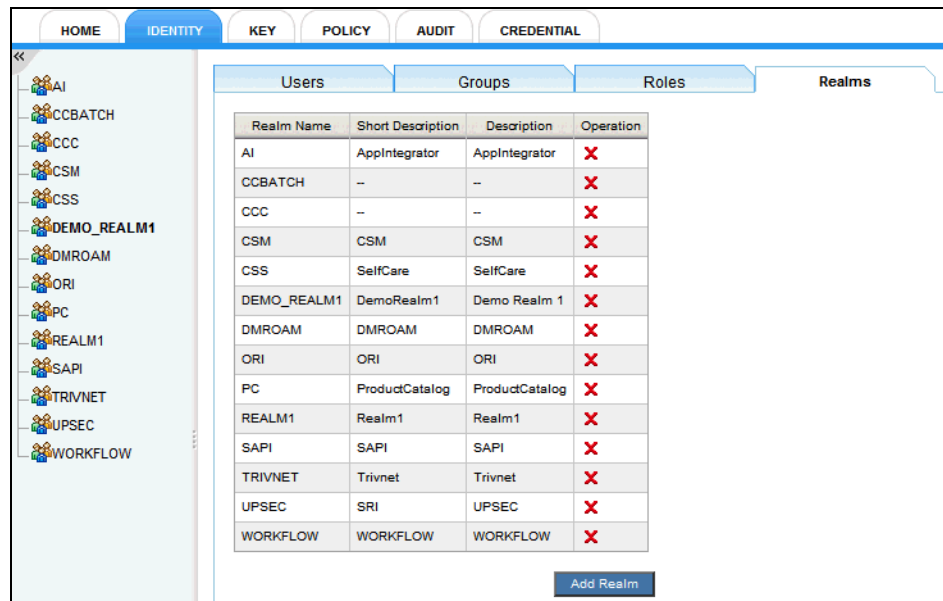 HOME IDENTITY KEY POLICY AUDIT CREDENTIAL
«
AI
CCBATCH
CCC
CSM
CSS
DEMO_REALM1
DMROAM
ORI
PC
REALM1
SAPI
TRIVNET
UPSEC
WORKFLOW
Users Groups Roles Realms
Realm Name Short Description Description Operation
AI AppIntegrator AppIntegrator
CCBATCH -- --
CCC -- --
CSM CSM CSM
CSS SelfCare SelfCare
DEMO_REALM1 DemoRealm1 Demo Realm 1
DMROAM DMROAM DMROAM
ORI ORI ORI
PC ProductCatalog ProductCatalog
REALM1 Realm1 Realm1
SAPI SAPI SAPI
TRIVNET Trivnet Trivnet
UPSEC SRI UPSEC
WORKFLOW WORKFLOW WORKFLOW
Add Realm